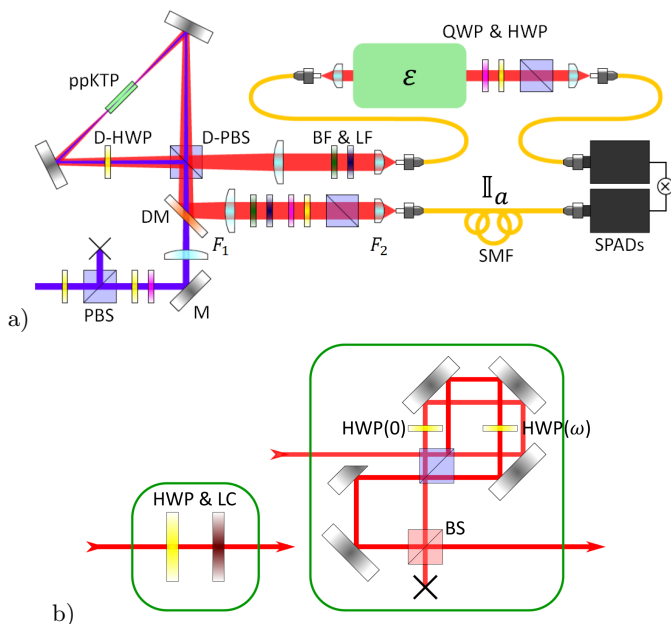 QWP & HWP
ppKTP
ε
D-HWP
D-PBS
BF & LF
DM
F₁
F₂
𝕀ₐ
SMF
SPADs
PBS
M
a)
HWP(0)
HWP(ω)
HWP & LC
BS
b)